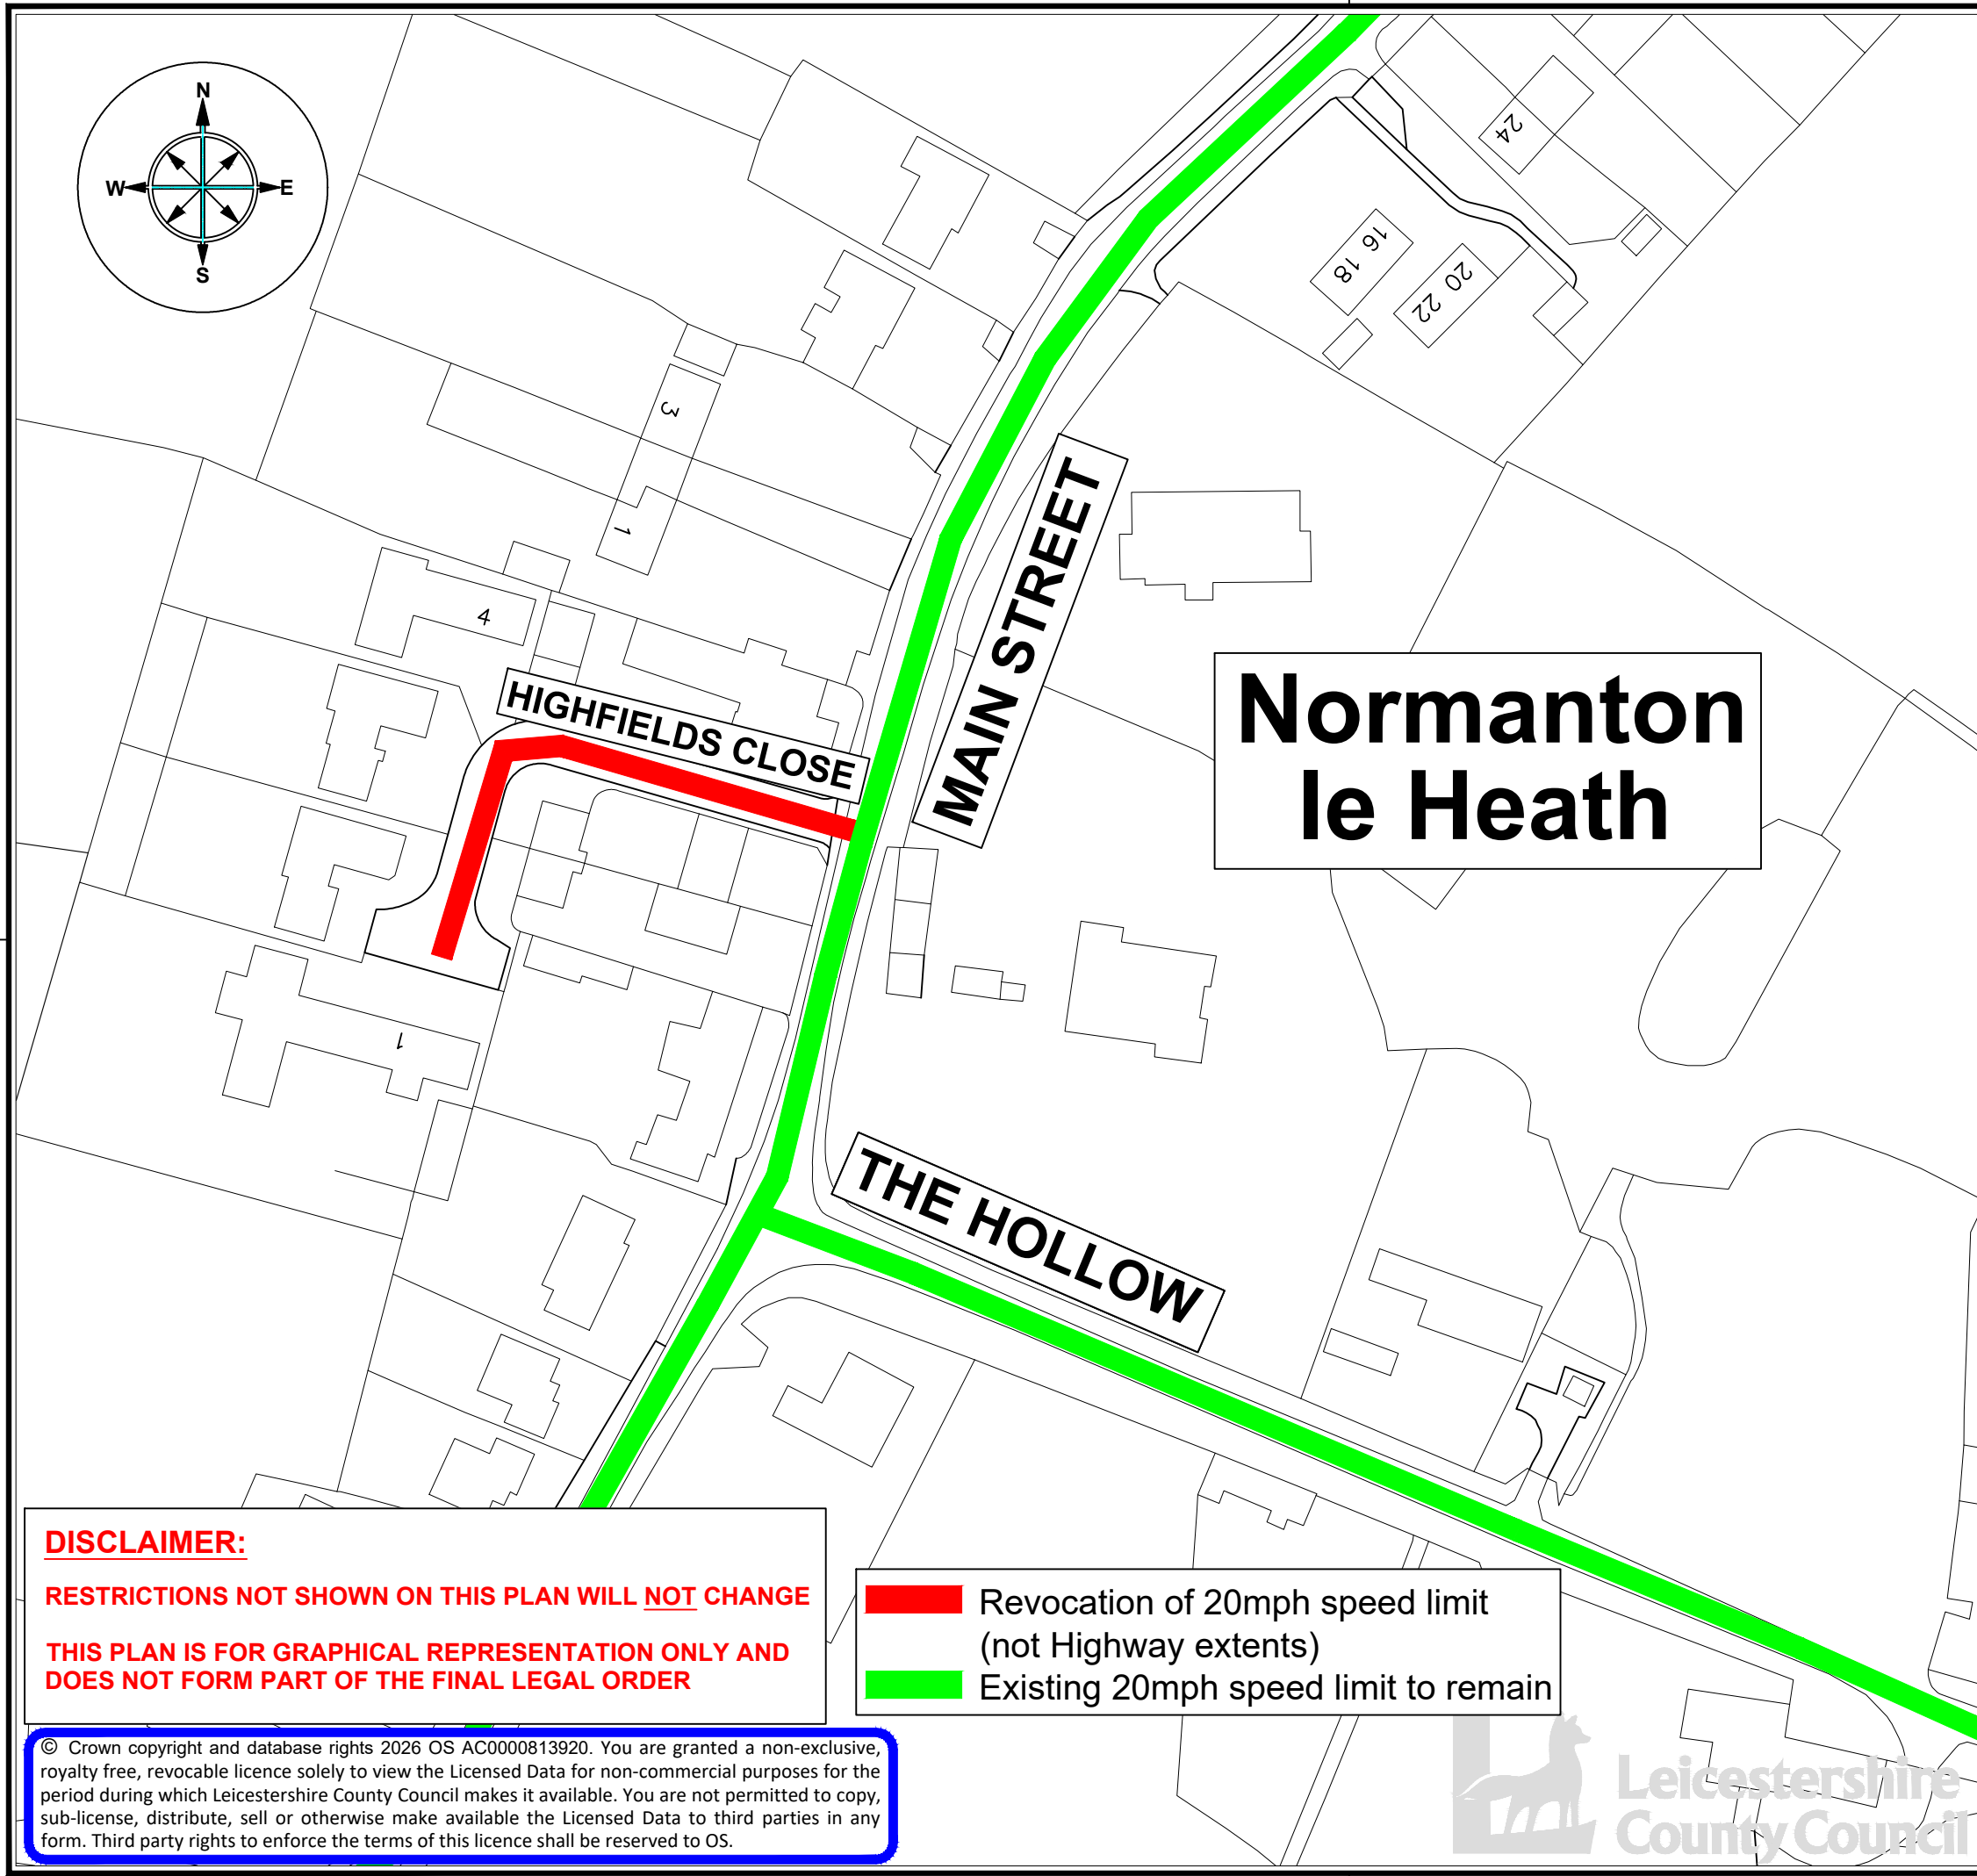 N
W
E
S
24
16 18
20 22
3
1
4
MAIN STREET
HIGHFIELDS CLOSE
Normanton
le Heath
1
THE HOLLOW
DISCLAIMER:
RESTRICTIONS NOT SHOWN ON THIS PLAN WILL NOT CHANGE
THIS PLAN IS FOR GRAPHICAL REPRESENTATION ONLY AND
DOES NOT FORM PART OF THE FINAL LEGAL ORDER
Revocation of 20mph speed limit
(not Highway extents)
Existing 20mph speed limit to remain
© Crown copyright and database rights 2026 OS AC0000813920. You are granted a non-exclusive,
royalty free, revocable licence solely to view the Licensed Data for non-commercial purposes for the
period during which Leicestershire County Council makes it available. You are not permitted to copy,
sub-license, distribute, sell or otherwise make available the Licensed Data to third parties in any
form. Third party rights to enforce the terms of this licence shall be reserved to OS.
Leicestershire
County Council